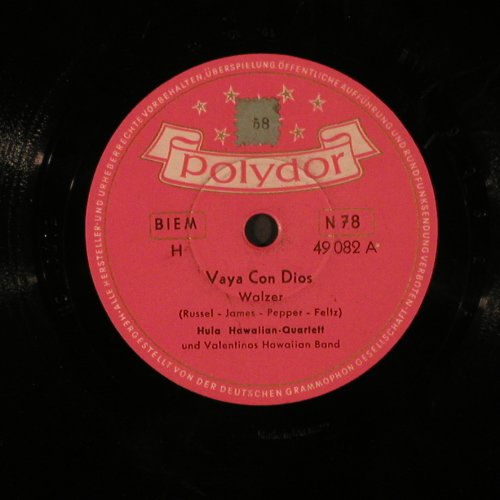 ALLE HERSTELLER- UND URHEBERRECHTE VORBEHALTEN, ÜBERSPIELUNG, ÖFFENTLICHE AUFFÜHRUNG UND RUNDFUNKSENDUNG VERBOTEN
68
polydor
BIEM
N 78
H
49 082 A
Vaya Con Dios
Walzer
(Russel - James - Pepper - Feltz)
Hula Hawaiian-Quartett
und Valentinos Hawaiian Band
HERGESTELLT VON DER DEUTSCHEN GRAMMOPHON GESELLSCHAFT